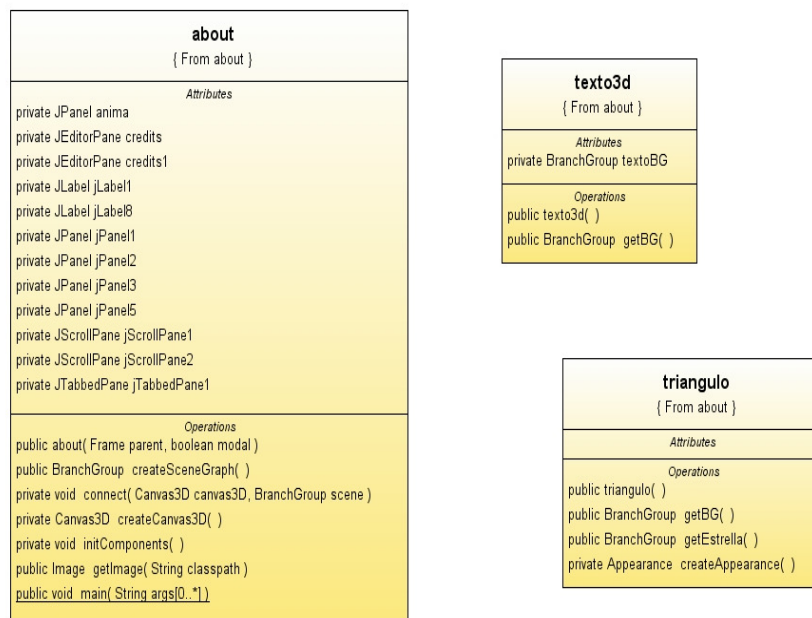 about
{ From about }
Attributes
private JPanel anima
private JEditorPane credits
private JEditorPane credits1
private JLabel jLabel1
private JLabel jLabel8
private JPanel jPanel1
private JPanel jPanel2
private JPanel jPanel3
private JPanel jPanel5
private JScrollPane jScrollPane1
private JScrollPane jScrollPane2
private JTabbedPane jTabbedPane1
Operations
public about( Frame parent, boolean modal )
public BranchGroup createSceneGraph( )
private void connect( Canvas3D canvas3D, BranchGroup scene )
private Canvas3D createCanvas3D( )
private void initComponents( )
public Image getImage( String classpath )
public void main( String args[0..*] )
texto3d
{ From about }
Attributes
private BranchGroup textoBG
Operations
public texto3d( )
public BranchGroup getBG( )
triangulo
{ From about }
Attributes
Operations
public triangulo( )
public BranchGroup getBG( )
public BranchGroup getEstrella( )
private Appearance createAppearance( )